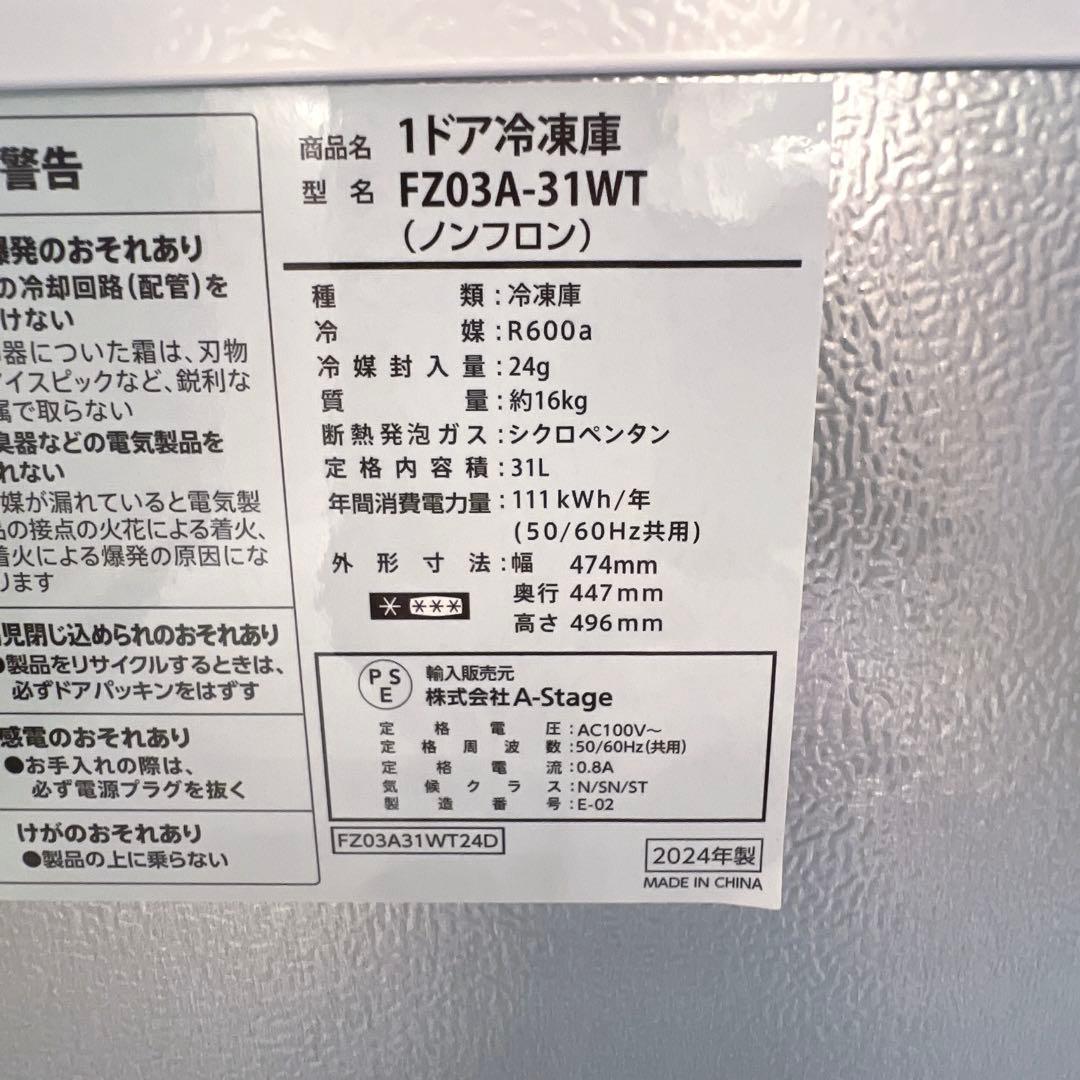 警告
爆発のおそれあり
の冷却回路(配管)を
けない
器についた霜は、刃物
アイスピックなど、鋭利な
属で取らない
臭器などの電気製品を
れない
媒が漏れていると電気製
品の接点の火花による着火、
着火による爆発の原因にな
ります
児閉じ込められのおそれあり
●製品をリサイクルするときは、
必ずドアパッキンをはずす
感電のおそれあり
●お手入れの際は、
必ず電源プラグを抜く
けがのおそれあり
●製品の上に乗らない
商品名 1ドア冷凍庫
型名 FZ03A-31WT
(ノンフロン)
種類:冷凍庫
冷媒:R600a
冷媒封入量:24g
質量:約16kg
断熱発泡ガス:シクロペンタン
定格内容積:31L
年間消費電力量:111kWh/年
(50/60Hz共用)
外形寸法:幅 474mm
奥行 447mm
高さ 496mm
PSE
輸入販売元
株式会社A-Stage
定格電圧:AC100V~
定格周波数:50/60Hz(共用)
定格電流:0.8A
気候クラス:N/SN/ST
製造番号:E-02
FZ03A31WT24D
2024年製
MADE IN CHINA